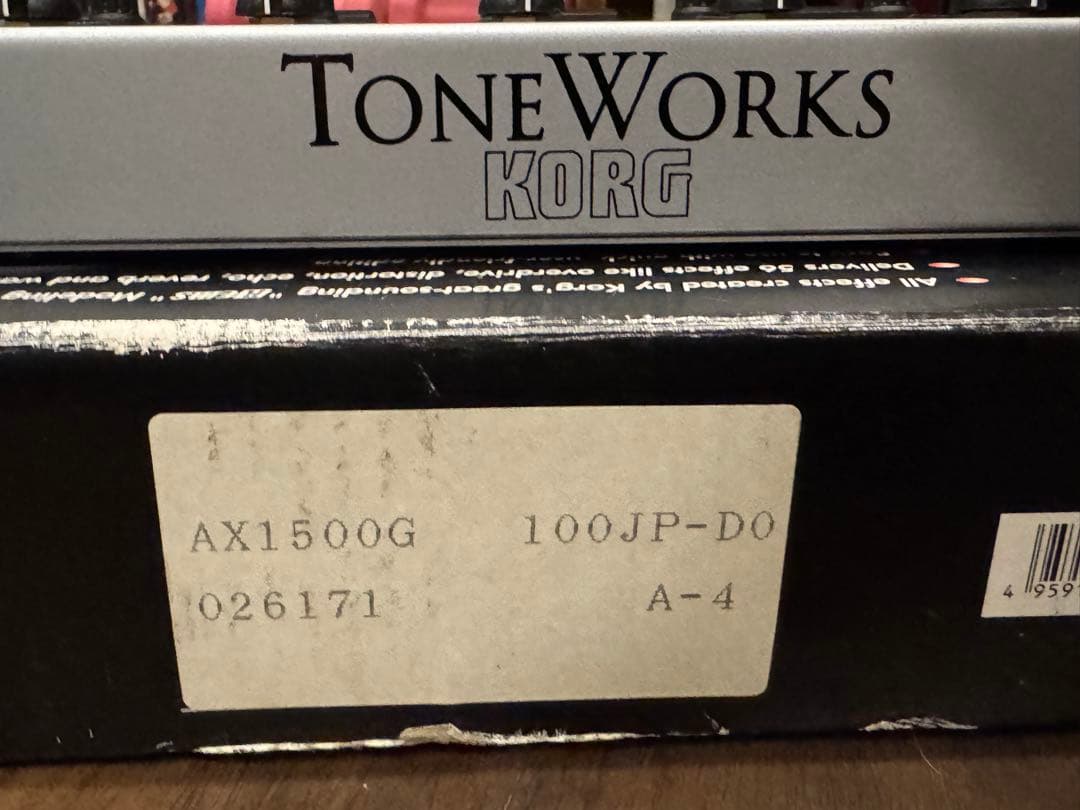 TONEWORKS
KORG
Delivers 56 effects like overdrive, distortion, echo, reverb and
All effects created by Korg's great-sounding "REMS" Modeling
AX1500G 100JP-D0
026171 A-4
4 959